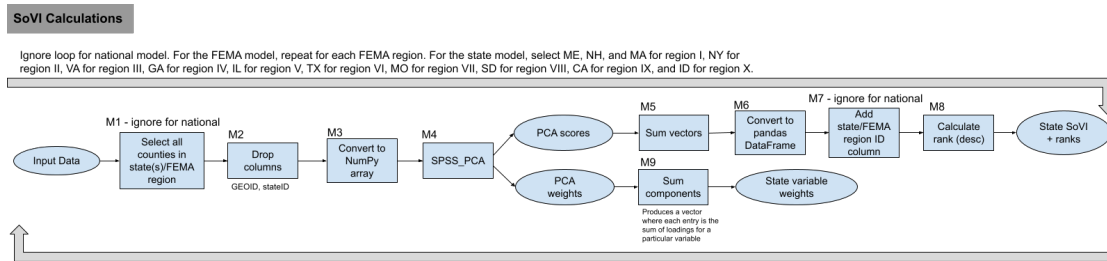 SoVI Calculations
Ignore loop for national model. For the FEMA model, repeat for each FEMA region. For the state model, select ME, NH, and MA for region I, NY for
region II, VA for region III, GA for region IV, IL for region V, TX for region VI, MO for region VII, SD for region VIII, CA for region IX, and ID for region X.
M1 - ignore for national
M2
M3
M4
M5
M6
M7 - ignore for national
M8
Input Data
Select all
counties in
state(s)/FEMA
region
Drop
columns
GEOID, stateID
Convert to
NumPy
array
SPSS_PCA
PCA scores
Sum vectors
Convert to
pandas
DataFrame
Add
state/FEMA
region ID
column
Calculate
rank (desc)
State SoVI
+ ranks
M9
PCA
weights
Sum
components
State variable
weights
Produces a vector
where each entry is the
sum of loadings for a
particular variable